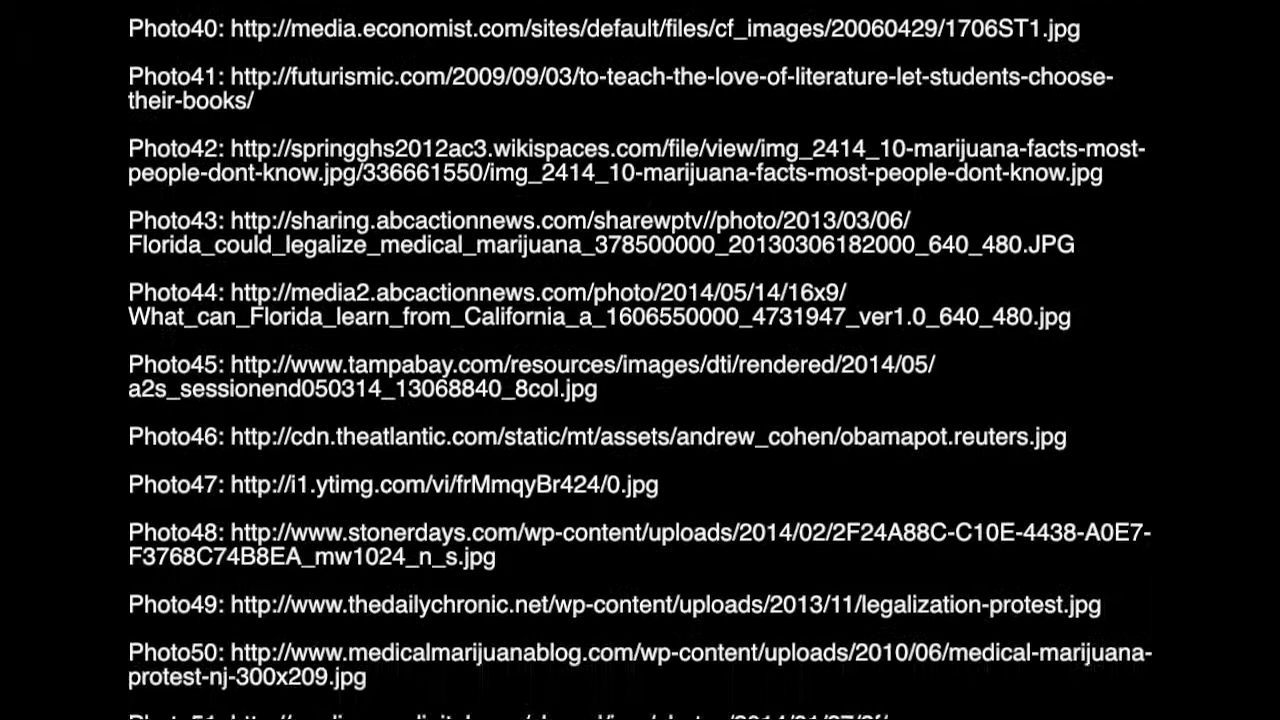 Photo40: http://media.economist.com/sites/default/files/cf_images/20060429/1706ST1.jpg
Photo41: http://futurismic.com/2009/09/03/to-teach-the-love-of-literature-let-students-choose-
their-books/
Photo42: http://springghs2012ac3.wikispaces.com/file/view/img_2414_10-marijuana-facts-most-
people-dont-know.jpg/336661550/img_2414_10-marijuana-facts-most-people-dont-know.jpg
Photo43: http://sharing.abcactionnews.com/sharewptv//photo/2013/03/06/
Florida_could_legalize_medical_marijuana_378500000_20130306182000_640_480.JPG
Photo44: http://media2.abcactionnews.com/photo/2014/05/14/16x9/
What_can_Florida_learn_from_California_a_1606550000_4731947_ver1.0_640_480.jpg
Photo45: http://www.tampabay.com/resources/images/dti/rendered/2014/05/
a2s_sessionend050314_13068840_8col.jpg
Photo46: http://cdn.theatlantic.com/static/mt/assets/andrew_cohen/obamapot.reuters.jpg
Photo47: http://i1.ytimg.com/vi/frMmqyBr424/0.jpg
Photo48: http://www.stonerdays.com/wp-content/uploads/2014/02/2F24A88C-C10E-4438-A0E7-
F3768C74B8EA_mw1024_n_s.jpg
Photo49: http://www.thedailychronic.net/wp-content/uploads/2013/11/legalization-protest.jpg
Photo50: http://www.medicalmarijuanablog.com/wp-content/uploads/2010/06/medical-marijuana-
protest-nj-300x209.jpg